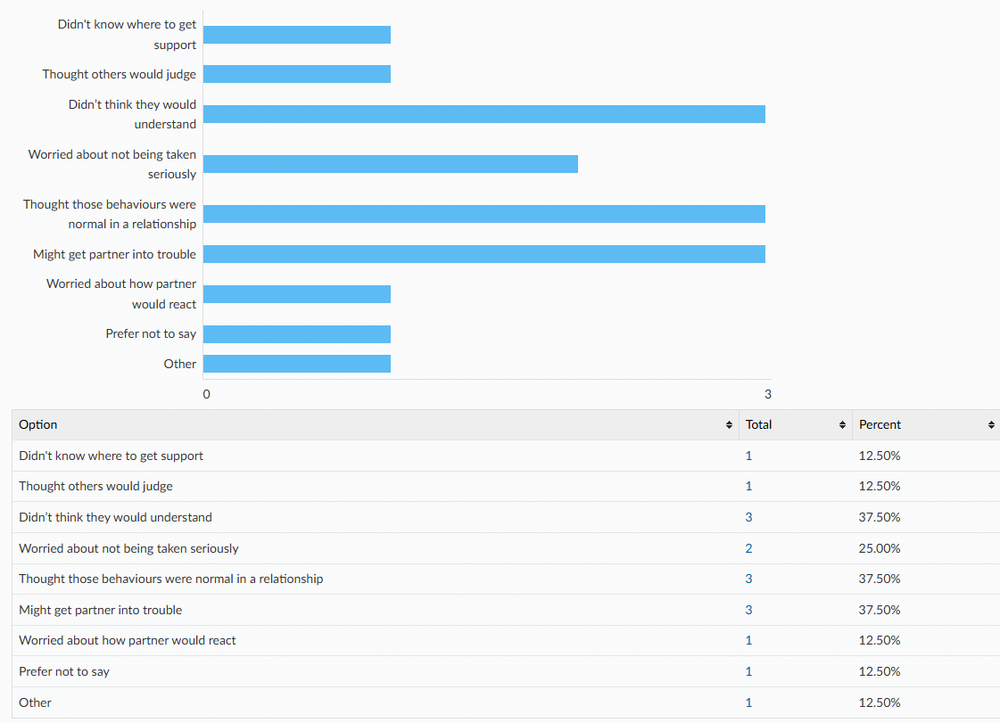 Didn't know where to get
support
Thought others would judge
Didn’t think they would
understand
Worried about not being taken
seriously
Thought those behaviours were
normal in a relationship
Might get partner into trouble
Worried about how partner
would react
Prefer not to say
Other
0 3
Option Total Percent
Didn't know where to get support 1 12.50%
Thought others would judge 1 12.50%
Didn’t think they would understand 3 37.50%
Worried about not being taken seriously 2 25.00%
Thought those behaviours were normal in a relationship 3 37.50%
Might get partner into trouble 3 37.50%
Worried about how partner would react 1 12.50%
Prefer not to say 1 12.50%
Other 1 12.50%